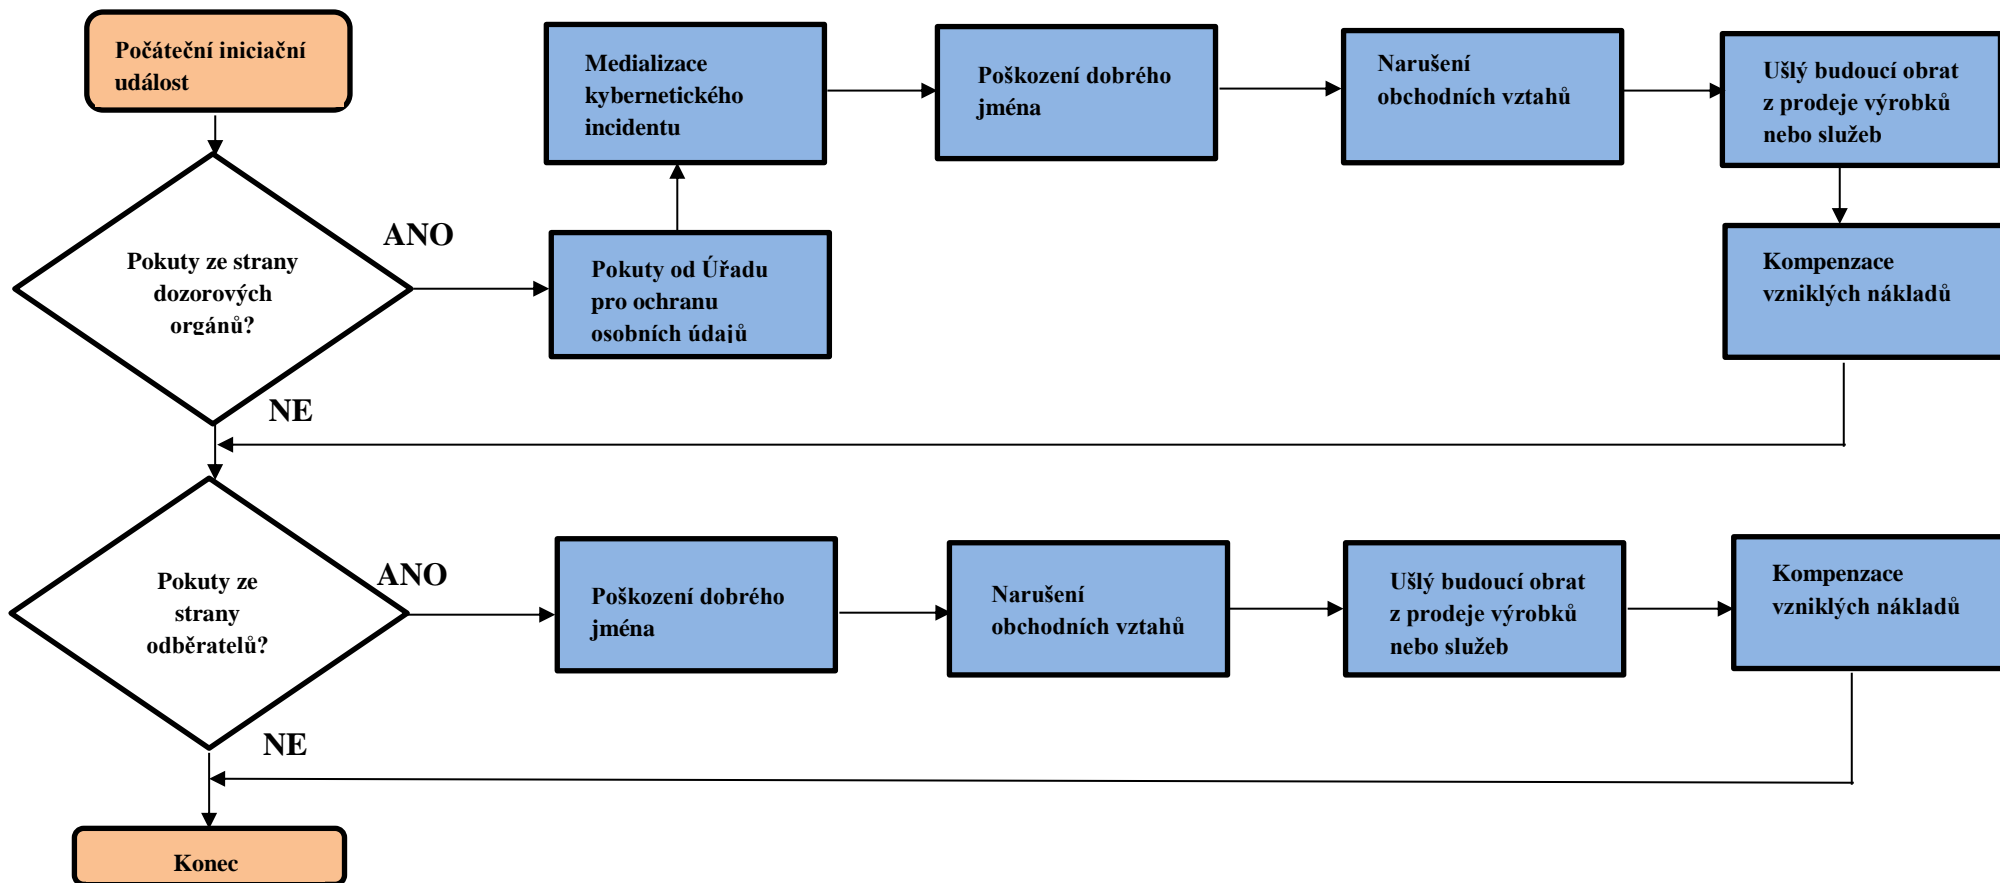 Počáteční iniciační
událost
Medializace
kybernetického
incidentu
Poškození dobrého
jména
Narušení
obchodních vztahů
Ušlý budoucí obrat
z prodeje výrobků
nebo služeb
ANO
Pokuty ze strany
dozorových
orgánů?
Pokuty od Úřadu
pro ochranu
osobních údajů
Kompenzace
vzniklých nákladů
NE
ANO
Pokuty ze
strany
odběratelů?
Poškození dobrého
jména
Narušení
obchodních vztahů
Ušlý budoucí obrat
z prodeje výrobků
nebo služeb
Kompenzace
vzniklých nákladů
NE
Konec